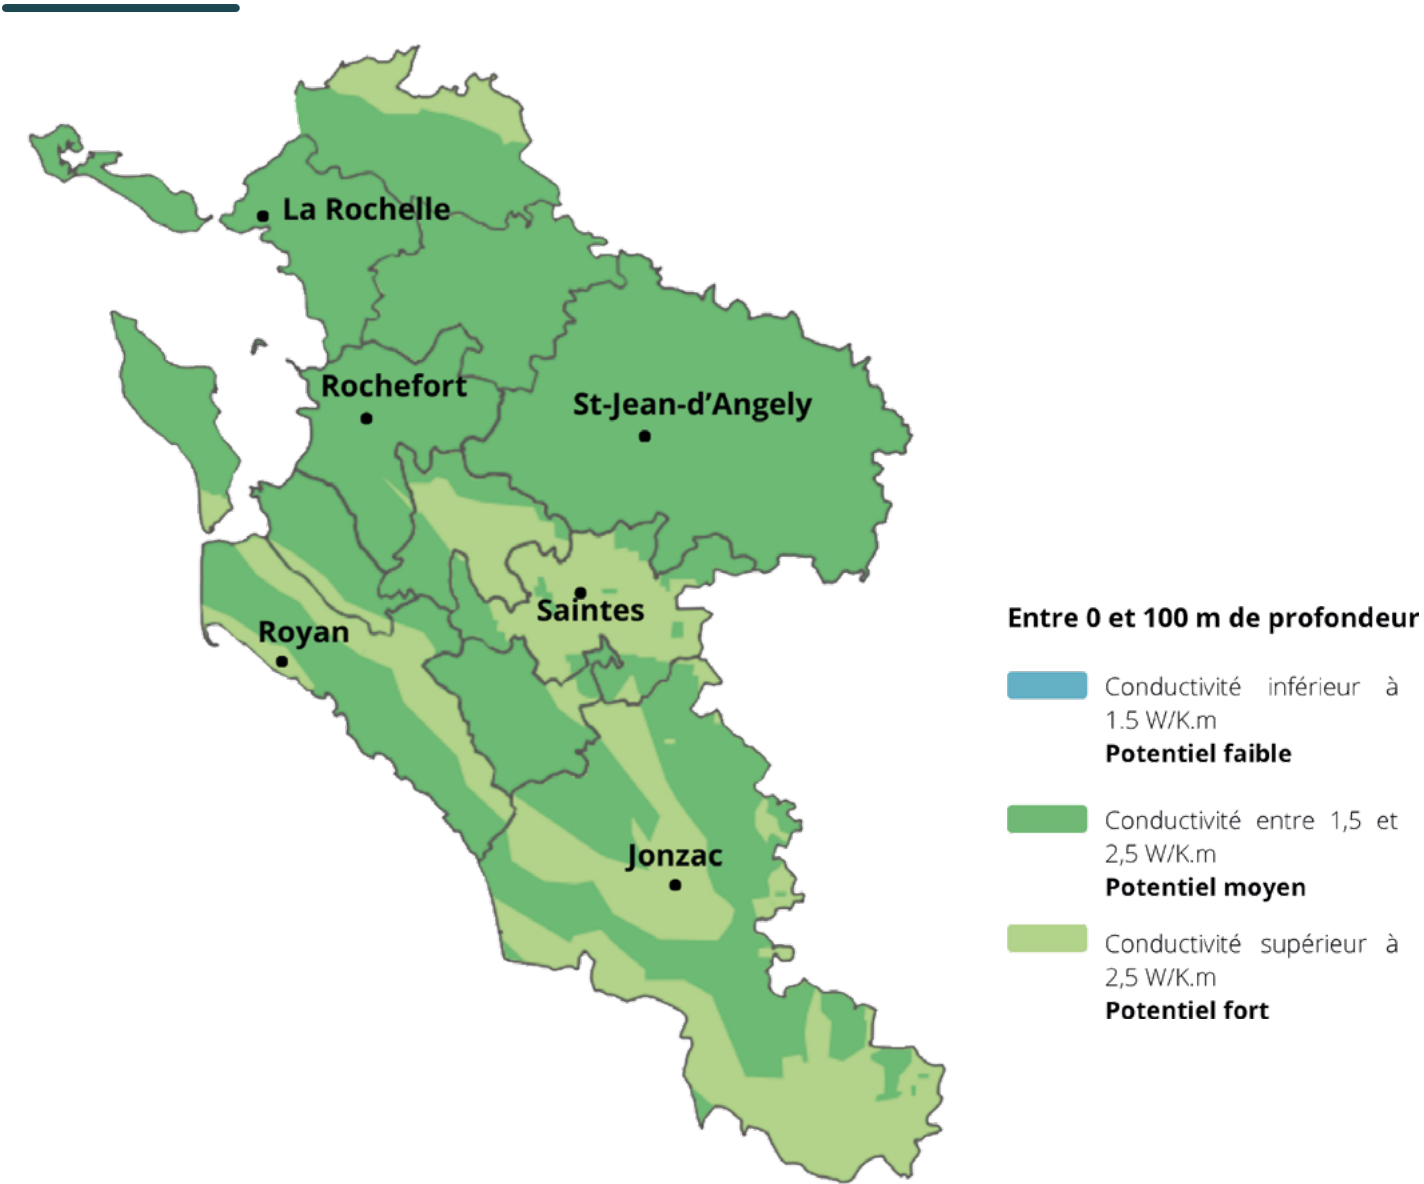 La Rochelle
Rochefort
St-Jean-d’Angely
Saintes
Royan
Jonzac
Entre 0 et 100 m de profondeur
Conductivité inférieur à
1.5 W/K.m
Potentiel faible
Conductivité entre 1,5 et
2,5 W/K.m
Potentiel moyen
Conductivité supérieur à
2,5 W/K.m
Potentiel fort